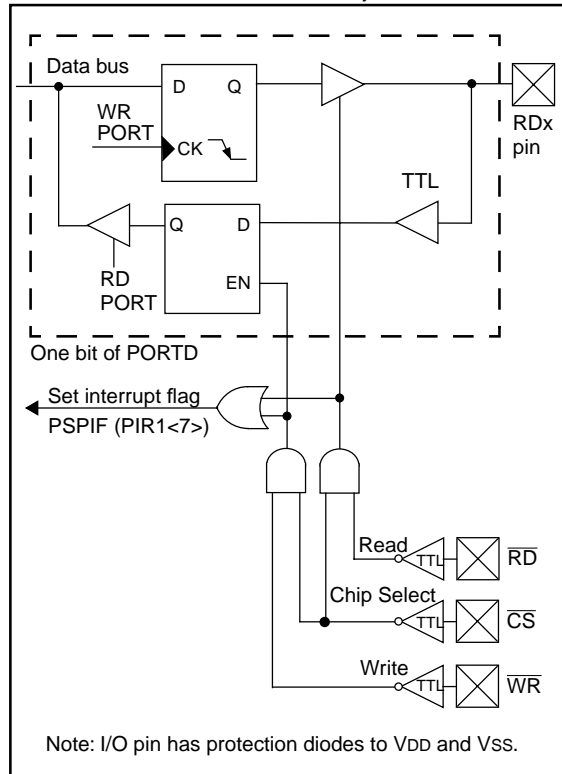 Data bus
D Q
WR
PORT
CK
RDx
pin
TTL
Q D
RD
PORT
EN
One bit of PORTD
Set interrupt flag
PSPIF (PIR1<7>)
Read
TTL
RD
Chip Select
TTL
CS
Write
TTL
WR
Note: I/O pin has protection diodes to VDD and VSS.